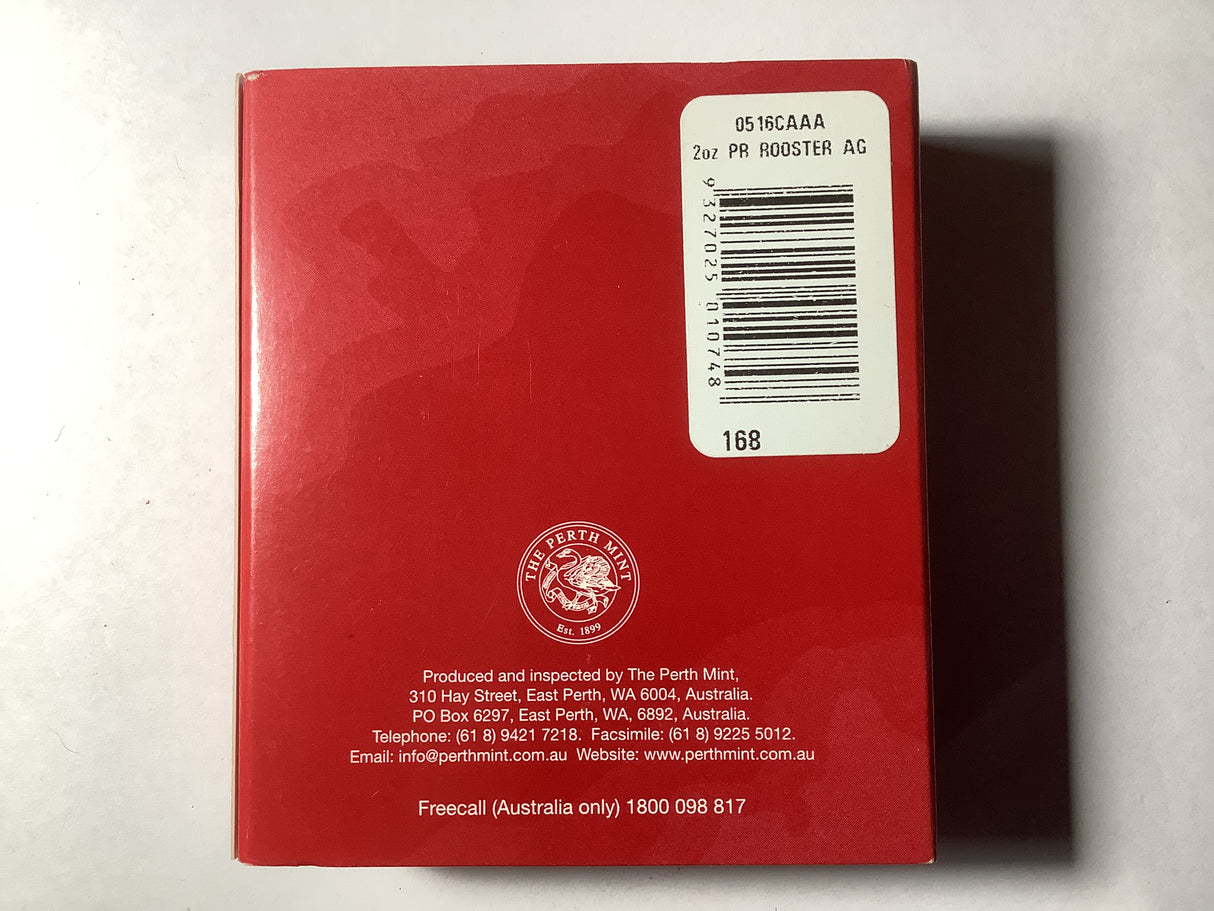 0516CAAA
2oz PR ROOSTER AG
9 327025 010748
168
THE PERTH MINT
Est. 1899
Produced and inspected by The Perth Mint,
310 Hay Street, East Perth, WA 6004, Australia.
PO Box 6297, East Perth, WA, 6892, Australia.
Telephone: (61 8) 9421 7218. Facsimile: (61 8) 9225 5012.
Email: info@perthmint.com.au Website: www.perthmint.com.au
Freecall (Australia only) 1800 098 817